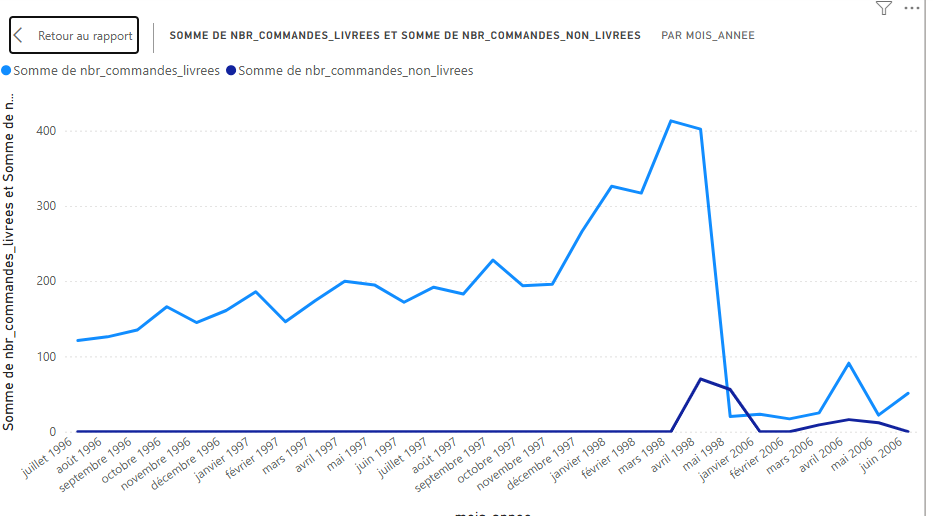 Retour au rapport
SOMME DE NBR_COMMANDES_LIVREES ET SOMME DE NBR_COMMANDES_NON_LIVREES
PAR MOIS_ANNEE
Somme de nbr_commandes_livrees
Somme de nbr_commandes_non_livrees
Somme de nbr_commandes_livrees et Somme de n...
400
300
200
100
0
juillet 1996
août 1996
septembre 1996
octobre 1996
novembre 1996
décembre 1996
janvier 1997
février 1997
mars 1997
avril 1997
mai 1997
juin 1997
juillet 1997
août 1997
septembre 1997
octobre 1997
novembre 1997
décembre 1997
janvier 1998
février 1998
mars 1998
avril 1998
mai 1998
janvier 2006
février 2006
mars 2006
avril 2006
mai 2006
juin 2006
mois_annee